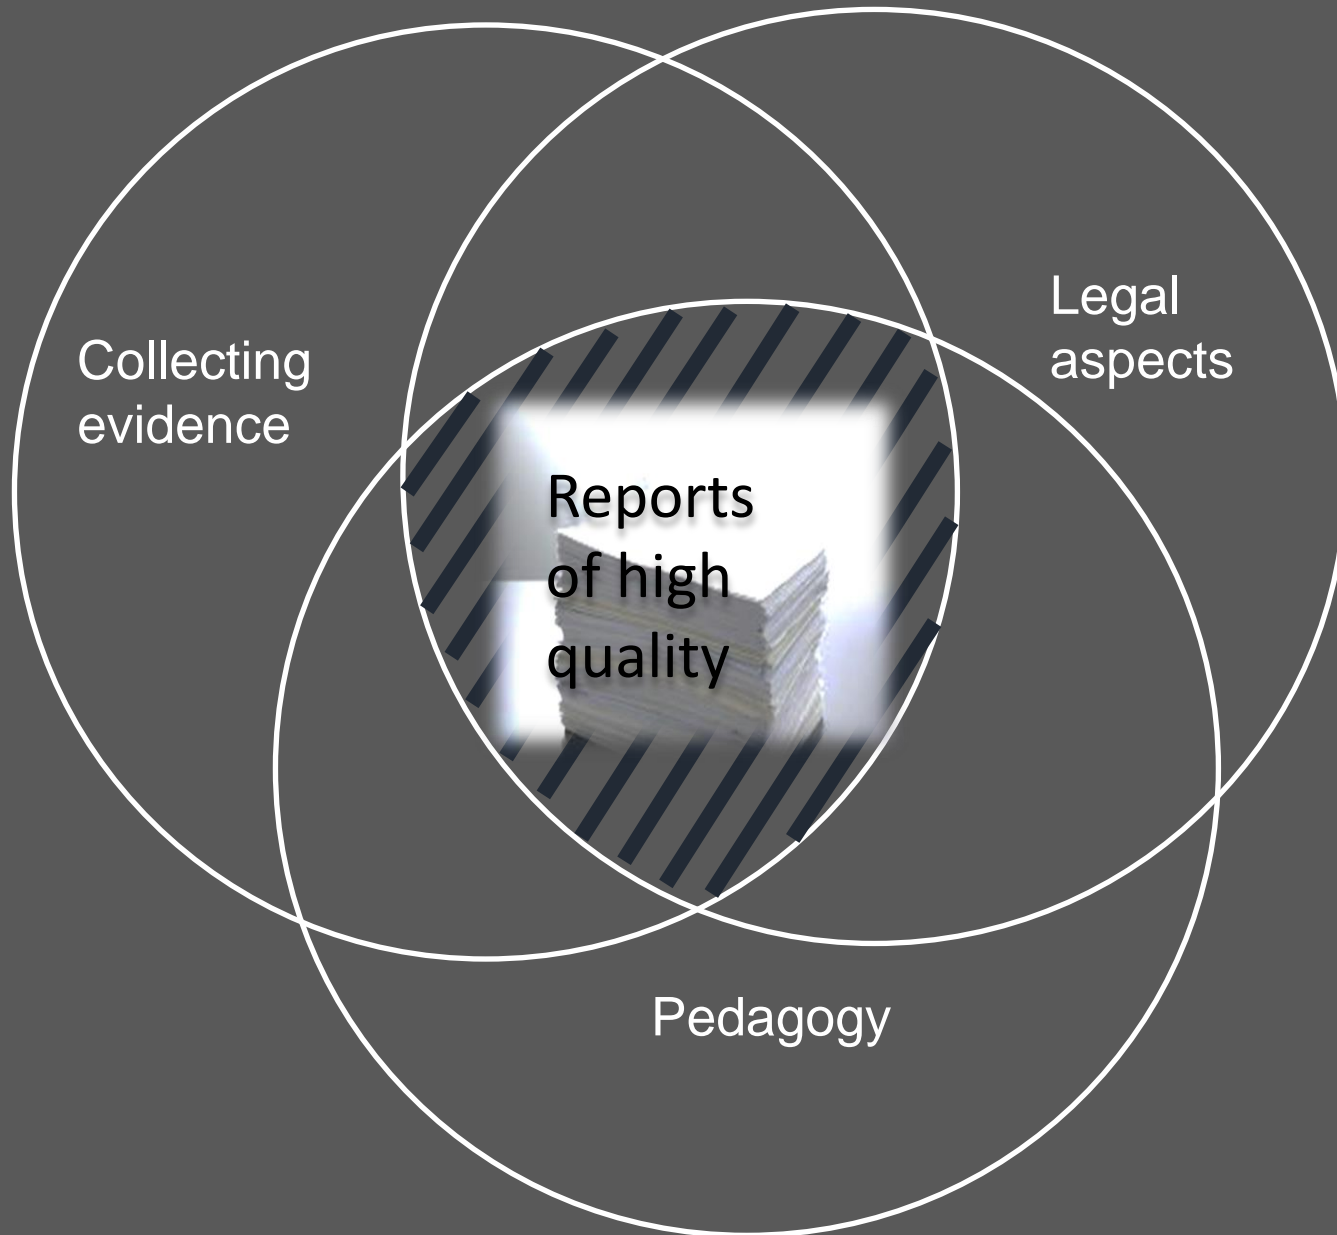 Legal
aspects
Collecting
evidence
Reports
of high
quality
Pedagogy